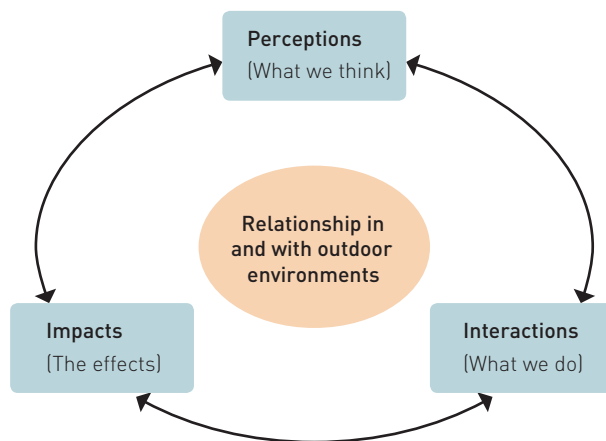 Perceptions
(What we think)
Relationship in
and with outdoor
environments
Impacts
(The effects)
Interactions
(What we do)